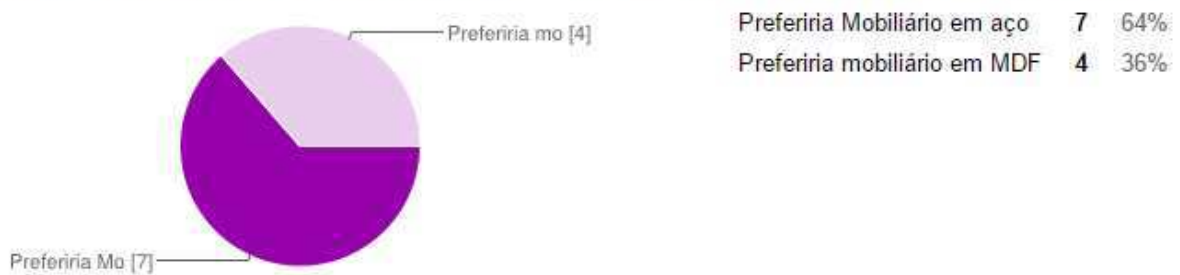 Preferiria mo [4]
Preferiria Mo [7]
Preferiria Mobiliário em aço 7 64%
Preferiria mobiliário em MDF 4 36%